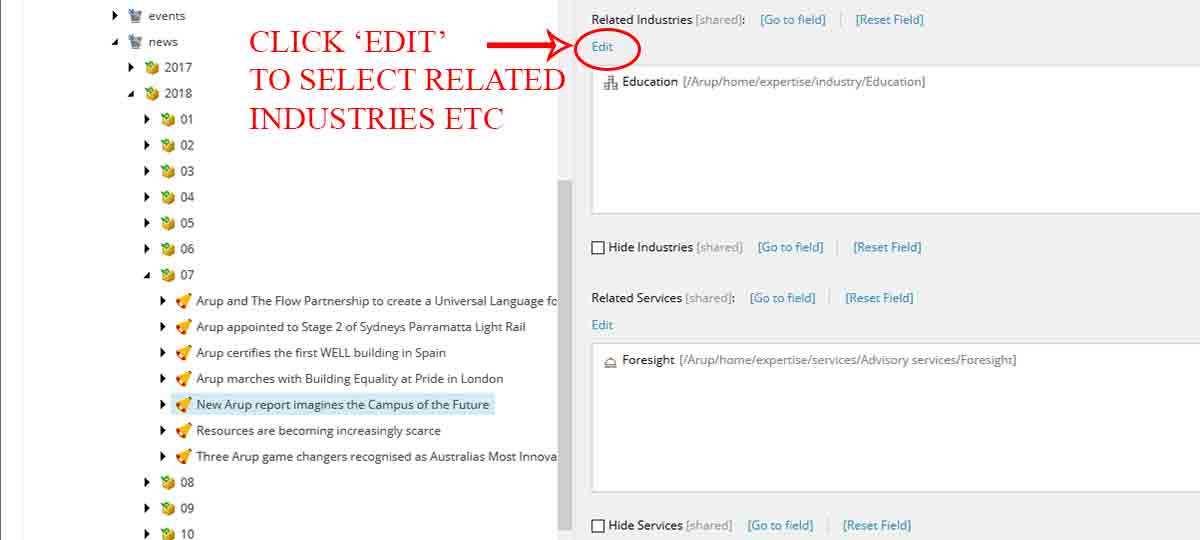 events
news
2017
2018
01
02
03
04
05
06
07
Arup and The Flow Partnership to create a Universal Language fo
Arup appointed to Stage 2 of Sydneys Parramatta Light Rail
Arup certifies the first WELL building in Spain
Arup marches with Building Equality at Pride in London
New Arup report imagines the Campus of the Future
Resources are becoming increasingly scarce
Three Arup game changers recognised as Australias Most Innova
08
09
10
CLICK ‘EDIT’
TO SELECT RELATED
INDUSTRIES ETC
Related Industries [shared]: [Go to field] [Reset Field]
Edit
Education [/Arup/home/expertise/industry/Education]
Hide Industries [shared] [Go to field] [Reset Field]
Related Services [shared]: [Go to field] [Reset Field]
Edit
Foresight [/Arup/home/expertise/services/Advisory services/Foresight]
Hide Services [shared] [Go to field] [Reset Field]